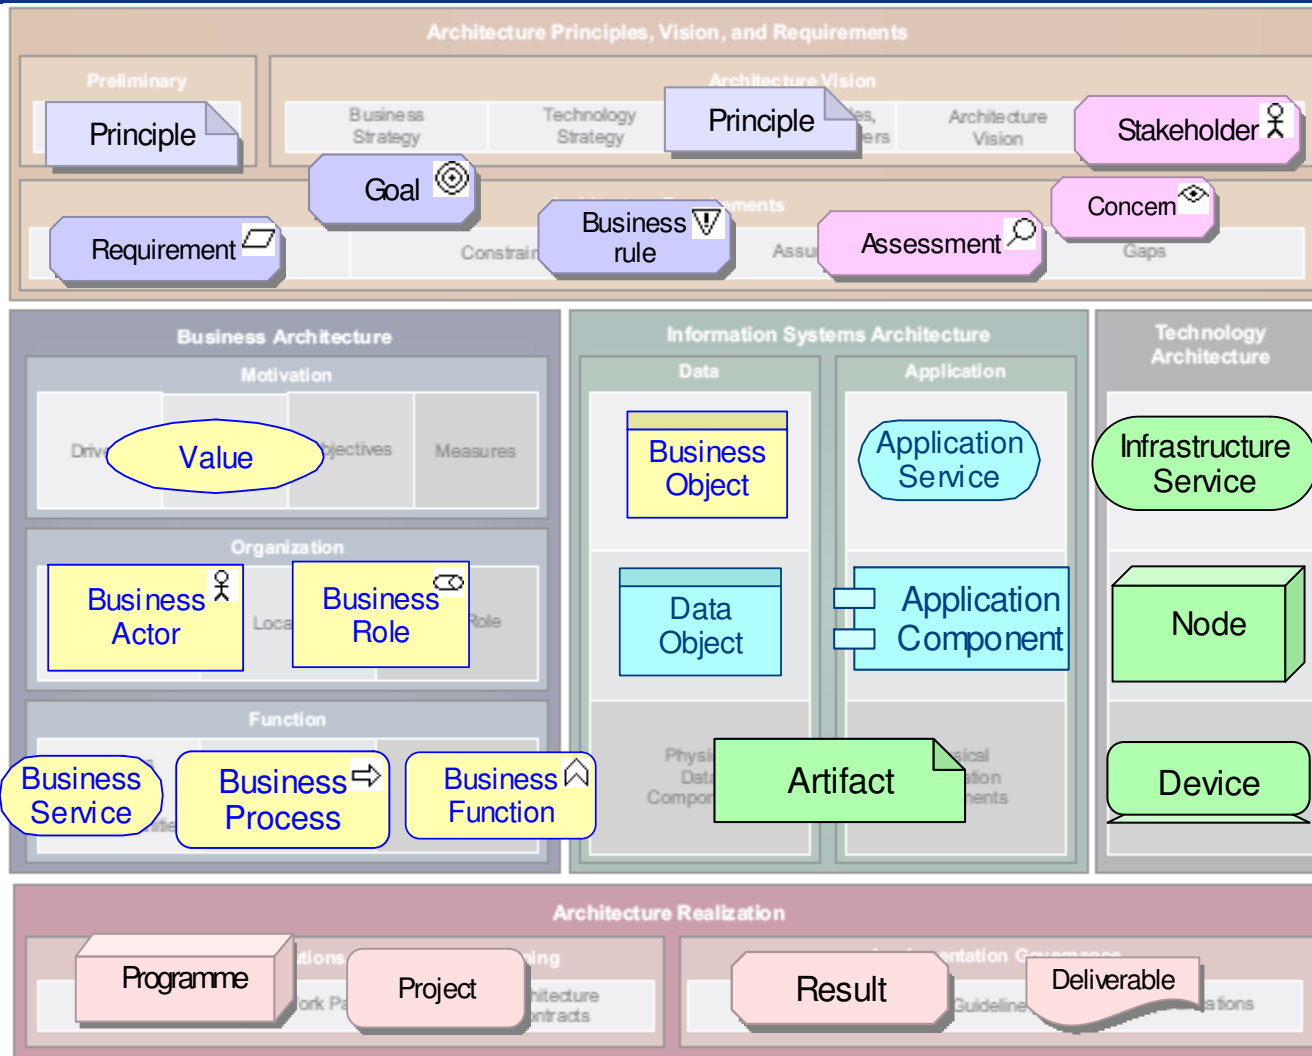 Architecture Principles, Vision, and Requirements
Preliminary
Architecture Vision
Principle
Business
Strategy
Technology
Strategy
Principle
Architecture
Vision
Stakeholder
Goal
Concern
Requirement
Business
rule
Assessment
Gaps
Business Architecture
Motivation
Value
Measures
Organization
Business
Actor
Business
Role
Role
Function
Business
Service
Business
Process
Business
Function
Information Systems Architecture
Data
Application
Business
Object
Application
Service
Data
Object
Application
Component
Artifact
Technology
Architecture
Infrastructure
Service
Node
Device
Architecture Realization
Programme
Project
Result
Deliverable